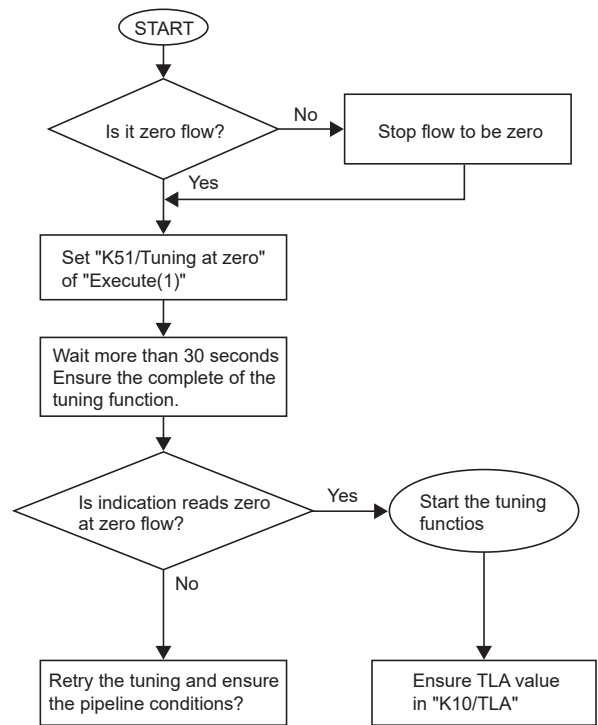 START
Is it zero flow?
No
Stop flow to be zero
Yes
Set "K51/Tuning at zero"
of "Execute(1)"
Wait more than 30 seconds
Ensure the complete of the
tuning function.
Is indication reads zero
at zero flow?
Yes
Start the tuning
functios
No
Retry the tuning and ensure
the pipeline conditions?
Ensure TLA value
in "K10/TLA"